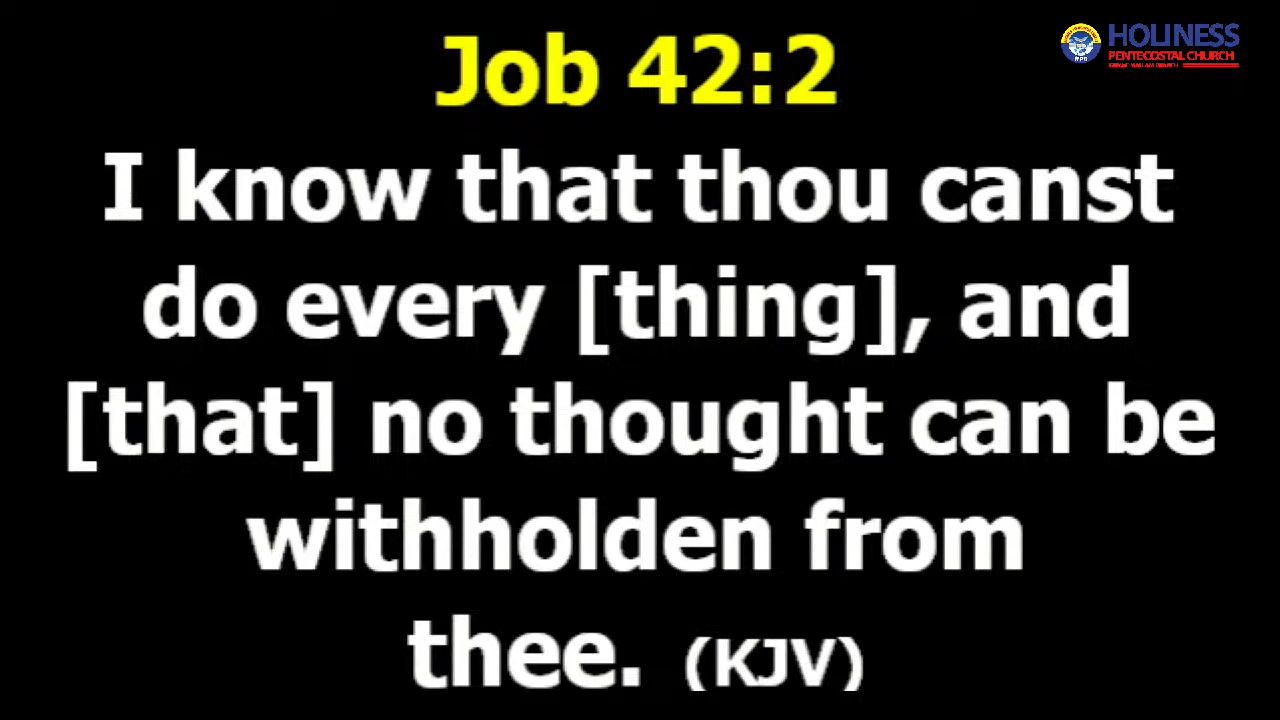 Job 42:2
HOLINESS
PENTECOSTAL CHURCH
I know that thou canst
do every [thing], and
[that] no thought can be
withholden from
thee. (KJV)